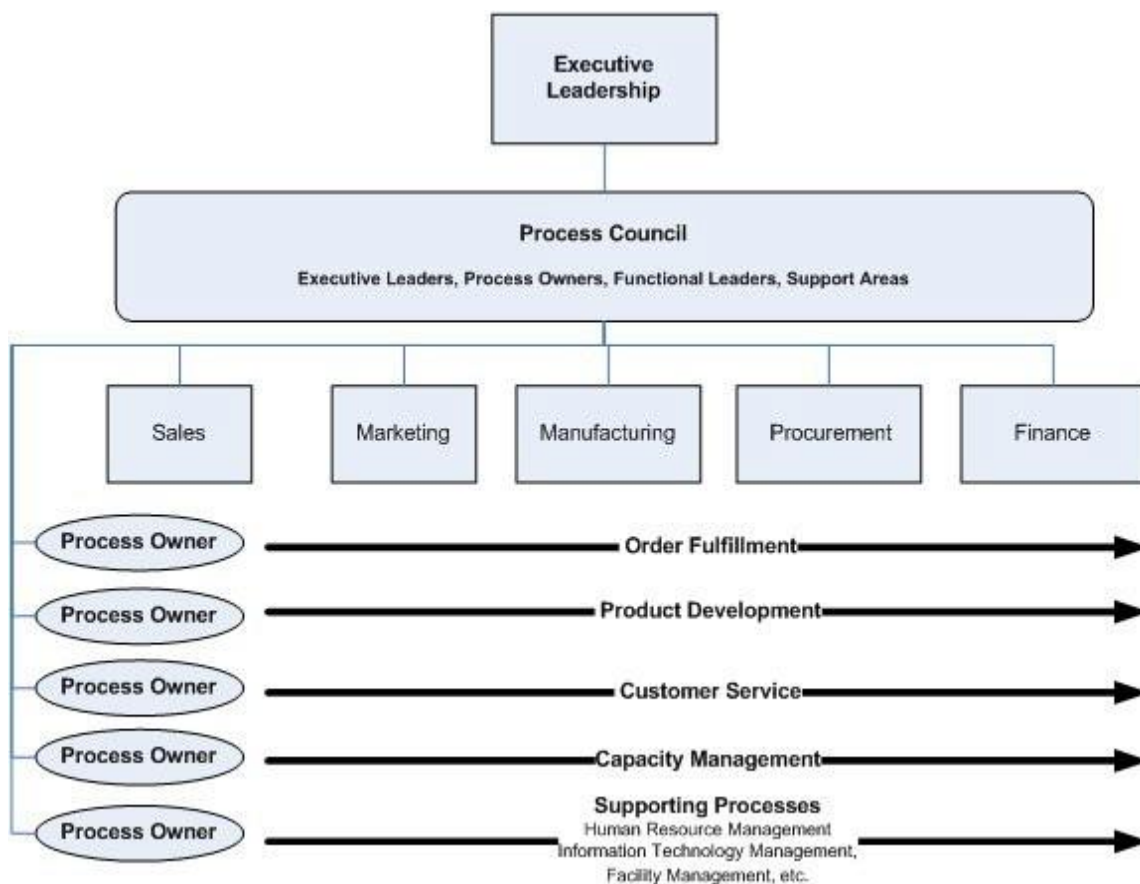 Executive
Leadership
Process Council
Executive Leaders, Process Owners, Functional Leaders, Support Areas
Sales
Marketing
Manufacturing
Procurement
Finance
Process Owner
Order Fulfillment
Process Owner
Product Development
Process Owner
Customer Service
Process Owner
Capacity Management
Process Owner
Supporting Processes
Human Resource Management
Information Technology Management,
Facility Management, etc.